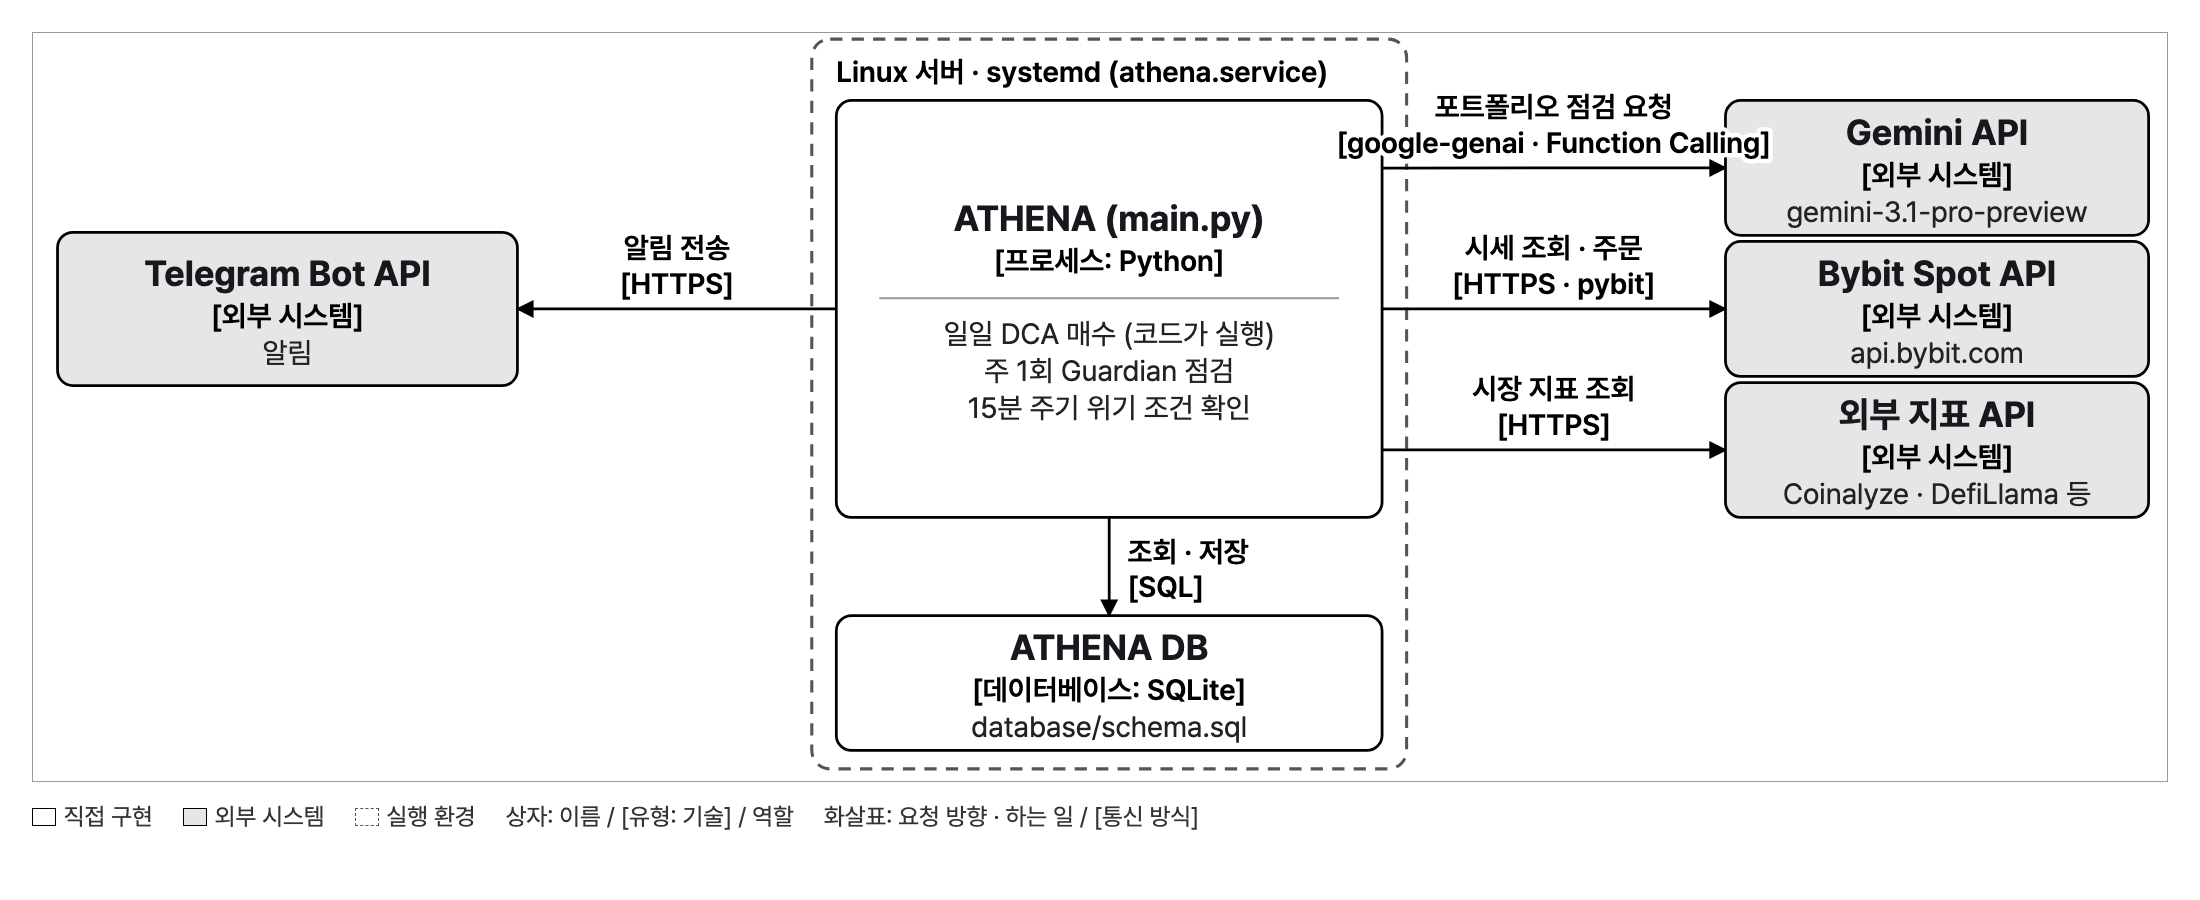 Linux 서버 · systemd (athena.service)
포트폴리오 점검 요청
[google-genai · Function Calling]
Gemini API
[외부 시스템]
gemini-3.1-pro-preview
ATHENA (main.py)
[프로세스: Python]
일일 DCA 매수 (코드가 실행)
주 1회 Guardian 점검
15분 주기 위기 조건 확인
알림 전송
[HTTPS]
Telegram Bot API
[외부 시스템]
알림
시세 조회 · 주문
[HTTPS · pybit]
Bybit Spot API
[외부 시스템]
api.bybit.com
시장 지표 조회
[HTTPS]
외부 지표 API
[외부 시스템]
Coinalyze · DefiLlama 등
조회 · 저장
[SQL]
ATHENA DB
[데이터베이스: SQLite]
database/schema.sql
직접 구현 외부 시스템 실행 환경 상자: 이름 / [유형: 기술] / 역할 화살표: 요청 방향 · 하는 일 / [통신 방식]